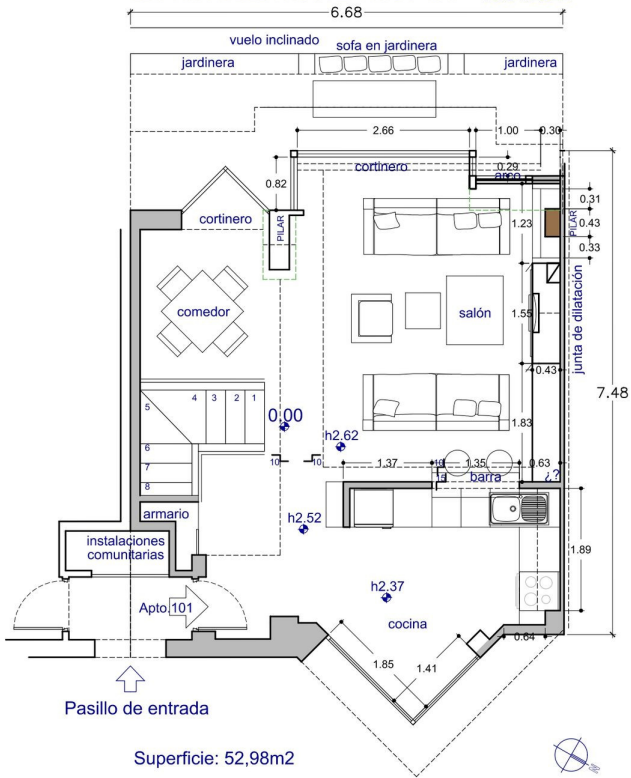 6.68
vuelo inclinado
sofa en jardinera
jardinera
jardinera
2.66
1.00
0.30
cortinero
0.29
arco
0.82
0.31
cortinero
PILAR
1.23
0.43
PILAR
0.33
comedor
salón
1.55
junta de dilatación
0.43
7.48
5
4
3
2
1
6
7
8
0.00
h2.62
1.83
10
10
1.37
10
15
1.35
0.63
barra
¿?
armario
h2.52
instalaciones
comunitarias
1.89
h2.37
Apto.101
cocina
0.64
1.85
1.41
Pasillo de entrada
Superficie: 52,98m2
N